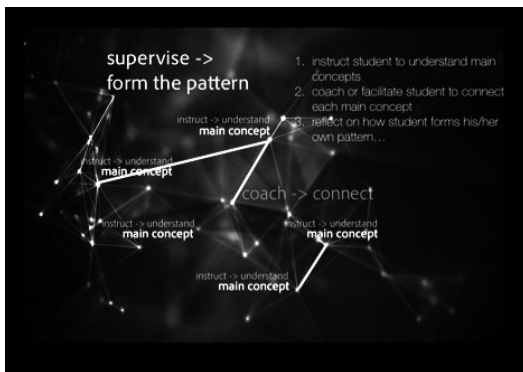 supervise ->
form the pattern
1. instruct student to understand main
concepts
2. coach or facilitate student to connect
each main concept
3. reflect on how student forms his/her
own pattern…
instruct -> understand
main concept
instruct -> understand
main concept
coach -> connect
instruct -> understand
main concept
instruct -> understand
main concept
instruct -> understand
main concept